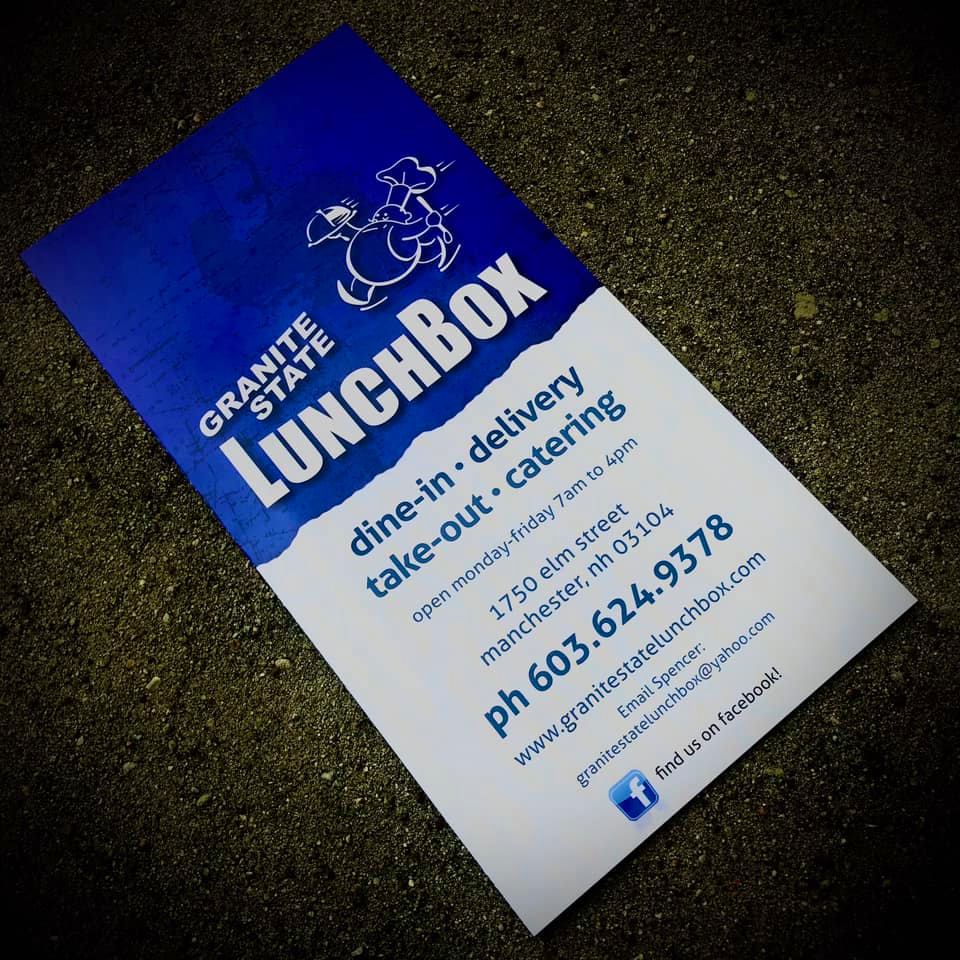 GRANITE
STATE
LUNCHBOX
dine-in • delivery
take-out • catering
open monday-friday 7am to 4pm
1750 elm street
manchester, nh 03104
ph 603.624.9378
www.granitestatelunchbox.com
Email Spencer:
granitestatelunchbox@yahoo.com
f find us on facebook!